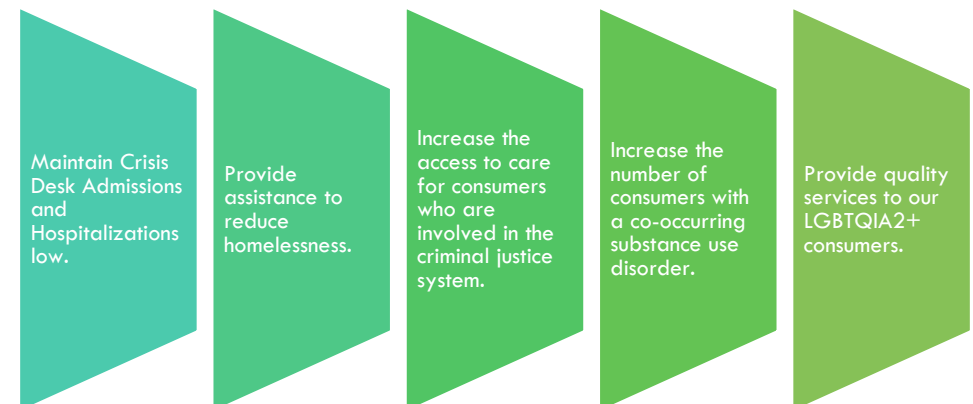 Maintain Crisis
Desk Admissions
and
Hospitalizations
low.
Provide
assistance to
reduce
homelessness.
Increase the
access to care
for consumers
who are
involved in the
criminal justice
system.
Increase the
number of
consumers with
a co-occurring
substance use
disorder.
Provide quality
services to our
LGBTQIA2+
consumers.